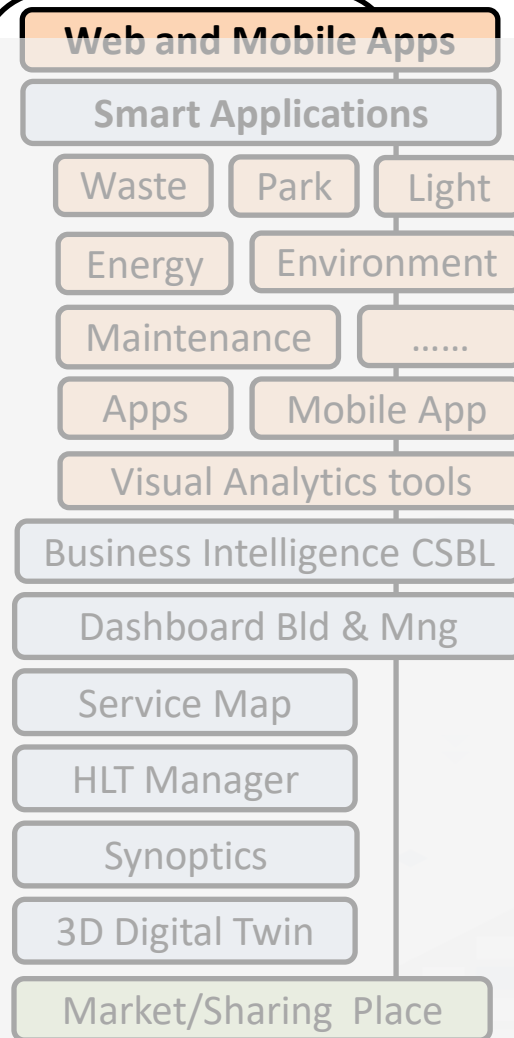 Web and Mobile Apps
Smart Applications
Waste Park Light
Energy Environment
Maintenance ......
Apps Mobile App
Visual Analytics tools
Business Intelligence CSBL
Dashboard Bld & Mng
Service Map
HLT Manager
Synoptics
3D Digital Twin
Market/Sharing Place